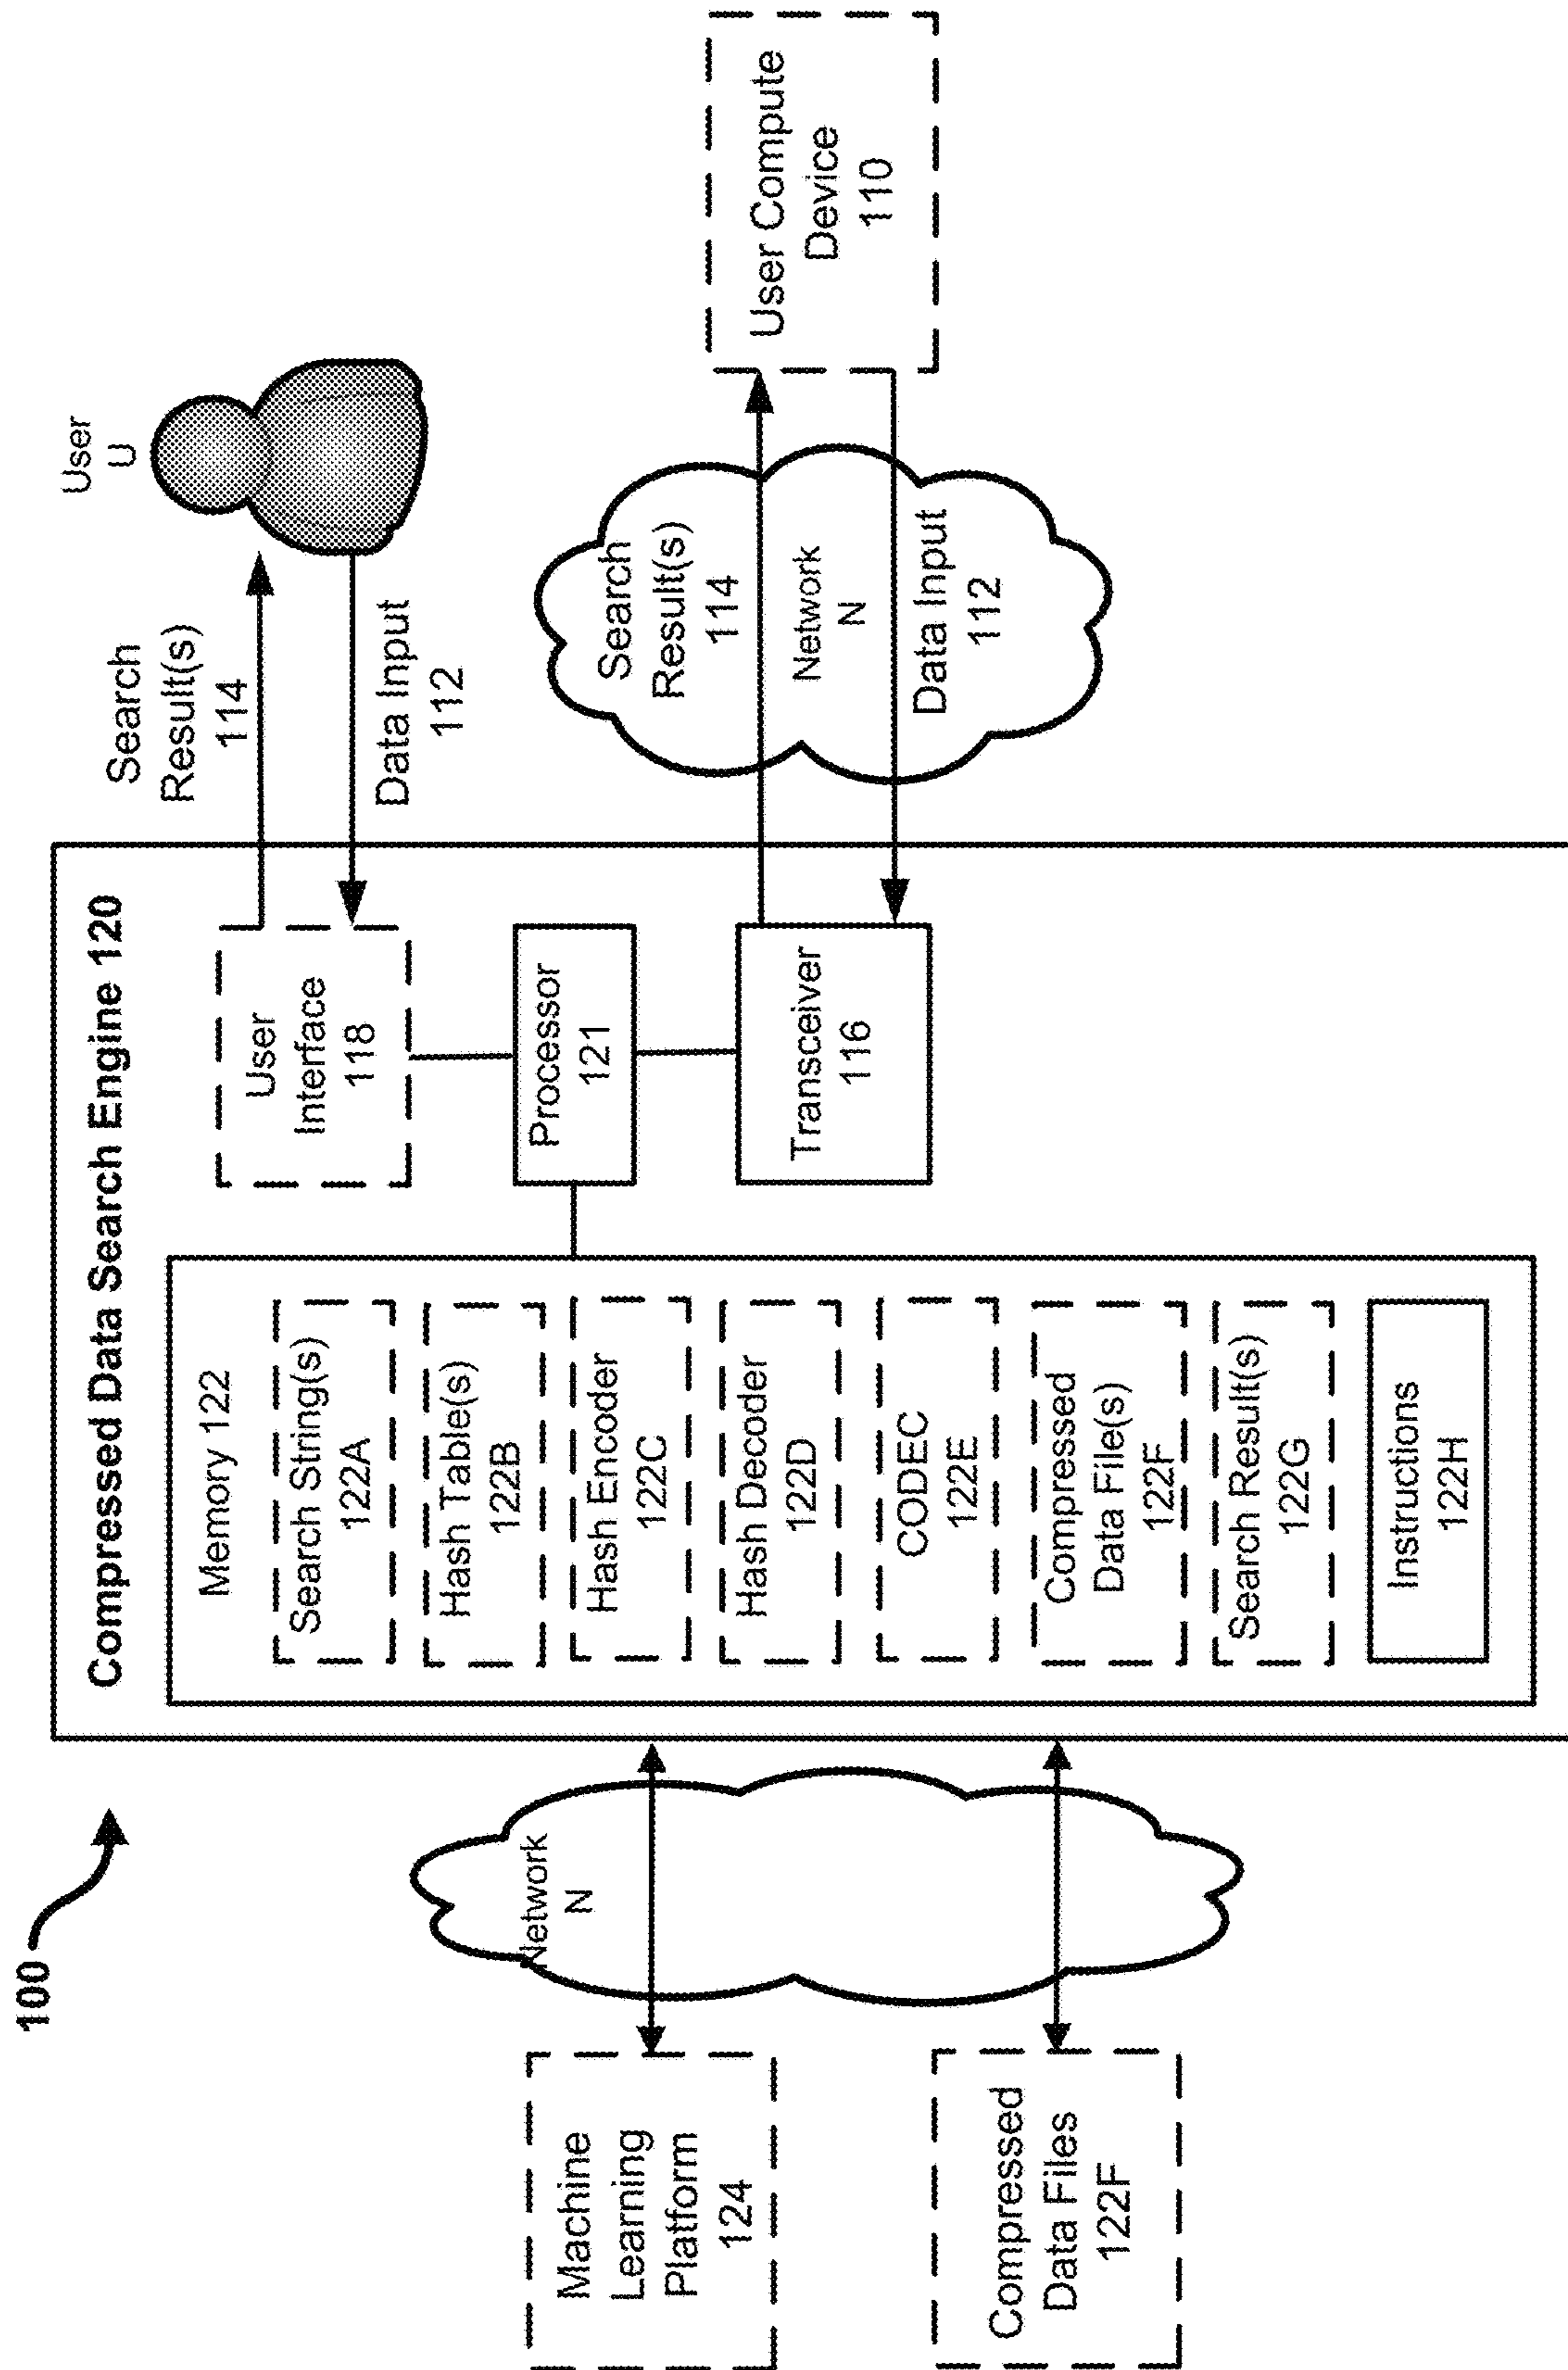 100
Compressed Data Search Engine 120
Machine
Learning
Platform
124
Compressed
Data Files
122F
Network
N
Memory 122
Search String(s)
122A
Hash Table(s)
122B
Hash Encoder
122C
Hash Decoder
122D
CODEC
122E
Compressed
Data File(s)
122F
Search Result(s)
122G
Instructions
122H
User
Interface
118
Processor
121
Transceiver
116
Search
Result(s)
114
Data Input
112
User
U
Search
Result(s)
114
Network
N
Data Input
112
User Compute
Device
110